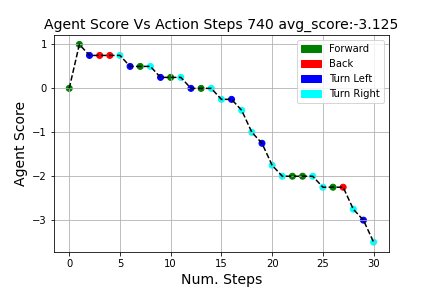 Agent Score Vs Action Steps 740 avg_score:-3.125
Agent Score
1
0
−1
−2
−3
Forward
Back
Turn Left
Turn Right
0 5 10 15 20 25 30
Num. Steps